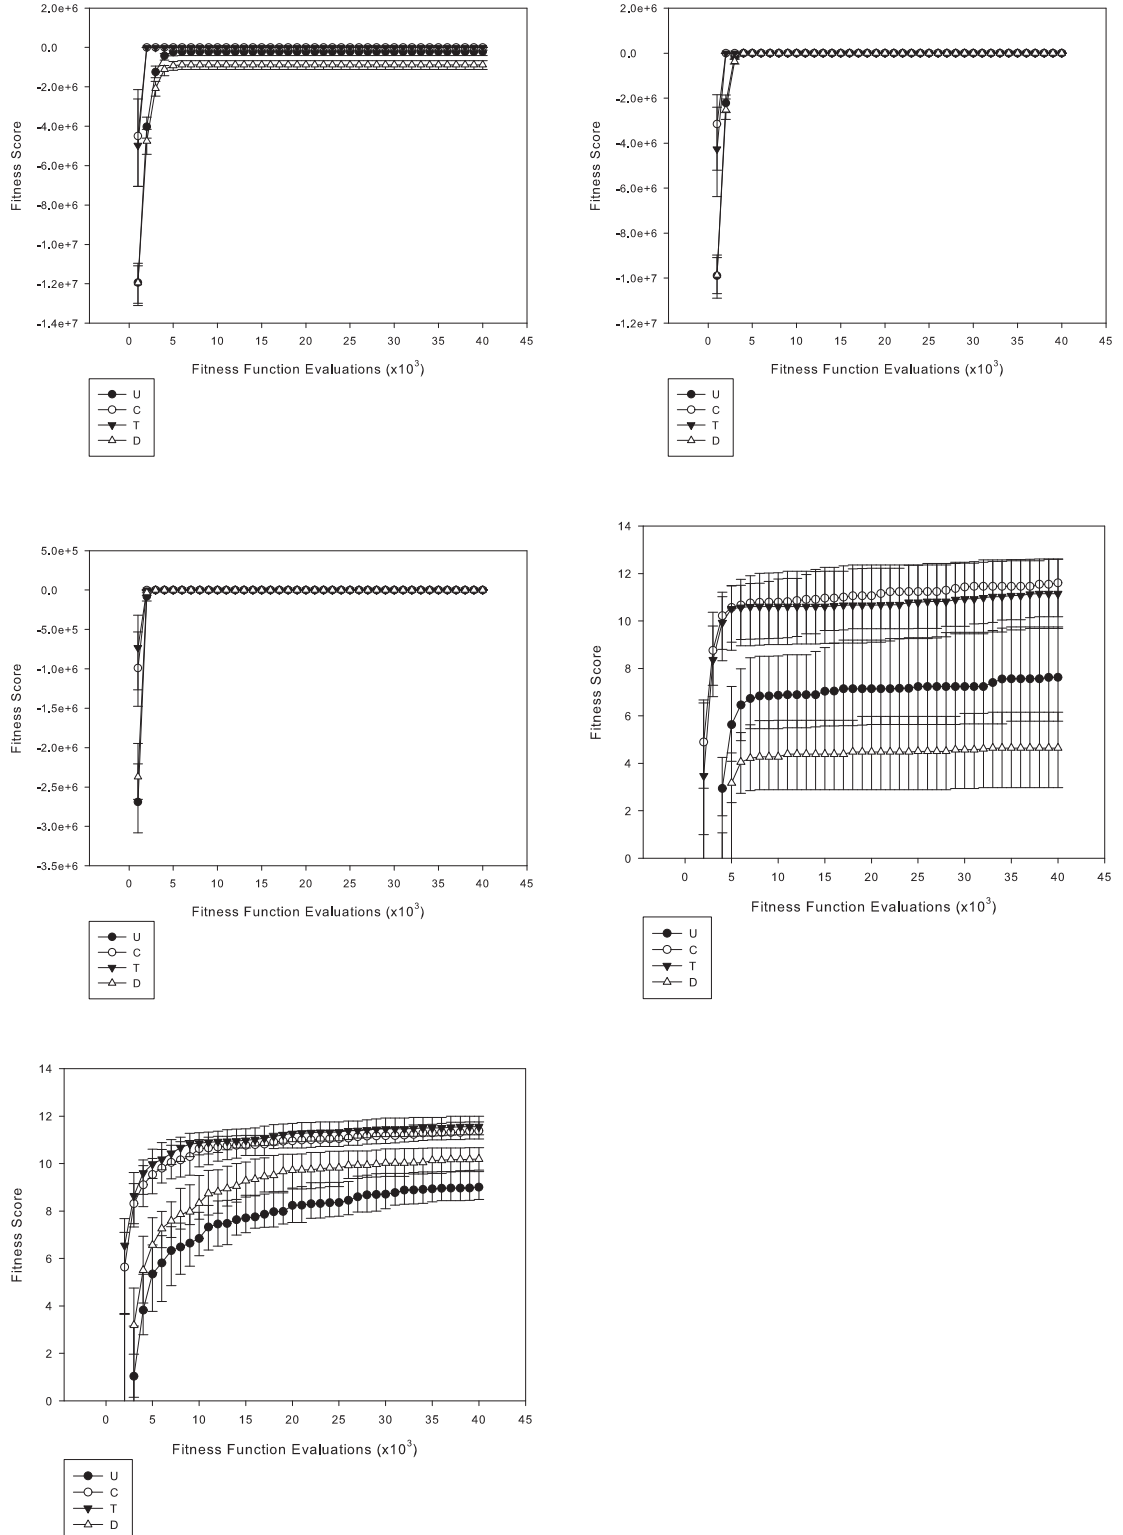 2.0e+6
0.0
-2.0e+6
-4.0e+6
-6.0e+6
-8.0e+6
-1.0e+7
-1.2e+7
-1.4e+7
Fitness Score
0 5 10 15 20 25 30 35 40 45
Fitness Function Evaluations (x10³)
U
C
T
D
2.0e+6
0.0
-2.0e+6
-4.0e+6
-6.0e+6
-8.0e+6
-1.0e+7
-1.2e+7
Fitness Score
0 5 10 15 20 25 30 35 40 45
Fitness Function Evaluations (x10³)
U
C
T
D
5.0e+5
0.0
-5.0e+5
-1.0e+6
-1.5e+6
-2.0e+6
-2.5e+6
-3.0e+6
-3.5e+6
Fitness Score
0 5 10 15 20 25 30 35 40 45
Fitness Function Evaluations (x10³)
U
C
T
D
14
12
10
8
6
4
2
0
Fitness Score
0 5 10 15 20 25 30 35 40 45
Fitness Function Evaluations (x10³)
U
C
T
D
14
12
10
8
6
4
2
0
Fitness Score
0 5 10 15 20 25 30 35 40 45
Fitness Function Evaluations (x10³)
U
C
T
D